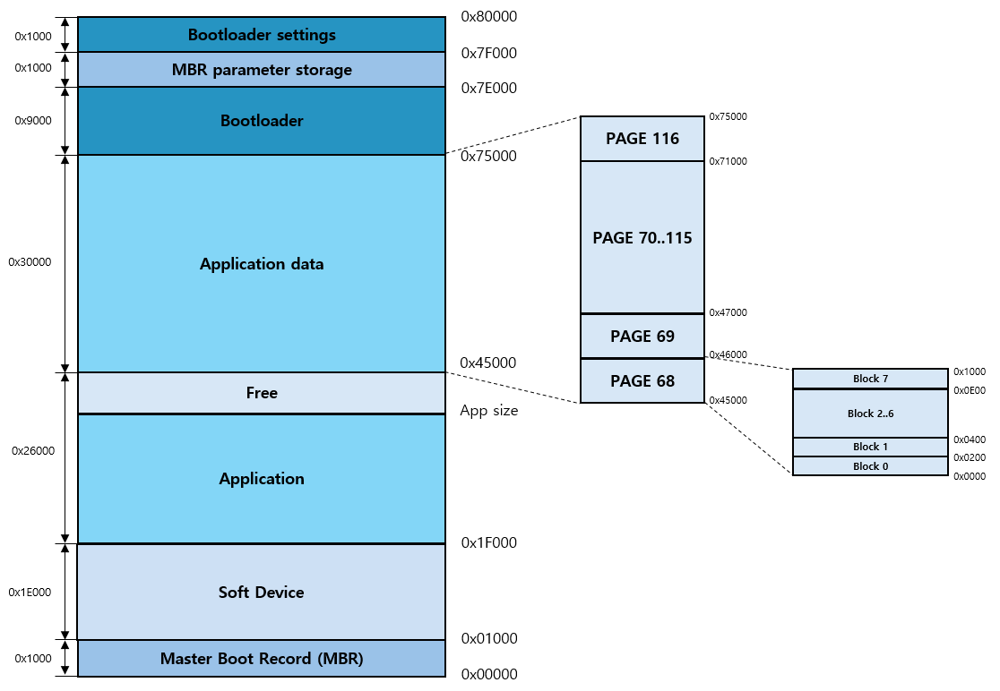 0x1000
Bootloader settings
0x80000
0x7F000
0x1000
MBR parameter storage
0x7E000
0x9000
Bootloader
0x75000
0x30000
Application data
0x45000
Free
App size
0x26000
Application
0x1F000
0x1E000
Soft Device
0x01000
0x1000
Master Boot Record (MBR)
0x00000
0x75000
PAGE 116
0x71000
PAGE 70..115
0x47000
PAGE 69
0x46000
PAGE 68
0x45000
0x1000
Block 7
0x0E00
Block 2..6
0x0400
Block 1
0x0200
Block 0
0x0000